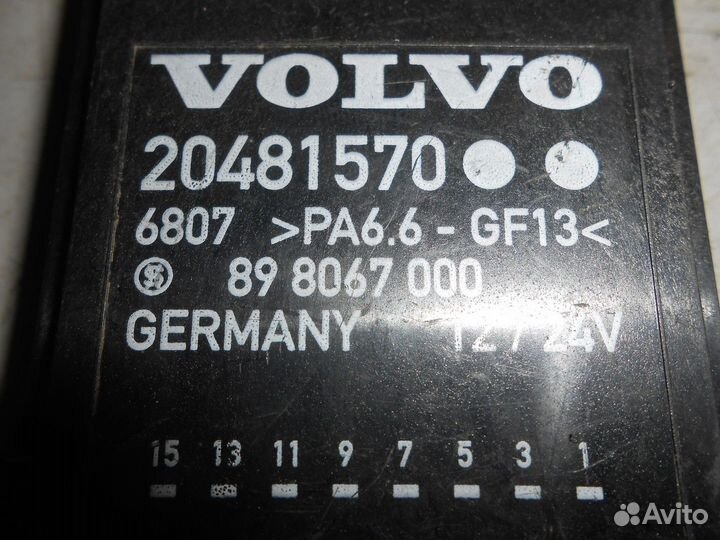 VOLVO
20481570
6807 >PA6.6 - GF13<
89 8067 000
GERMANY 12 / 24V
15 13 11 9 7 5 3 1
Avito